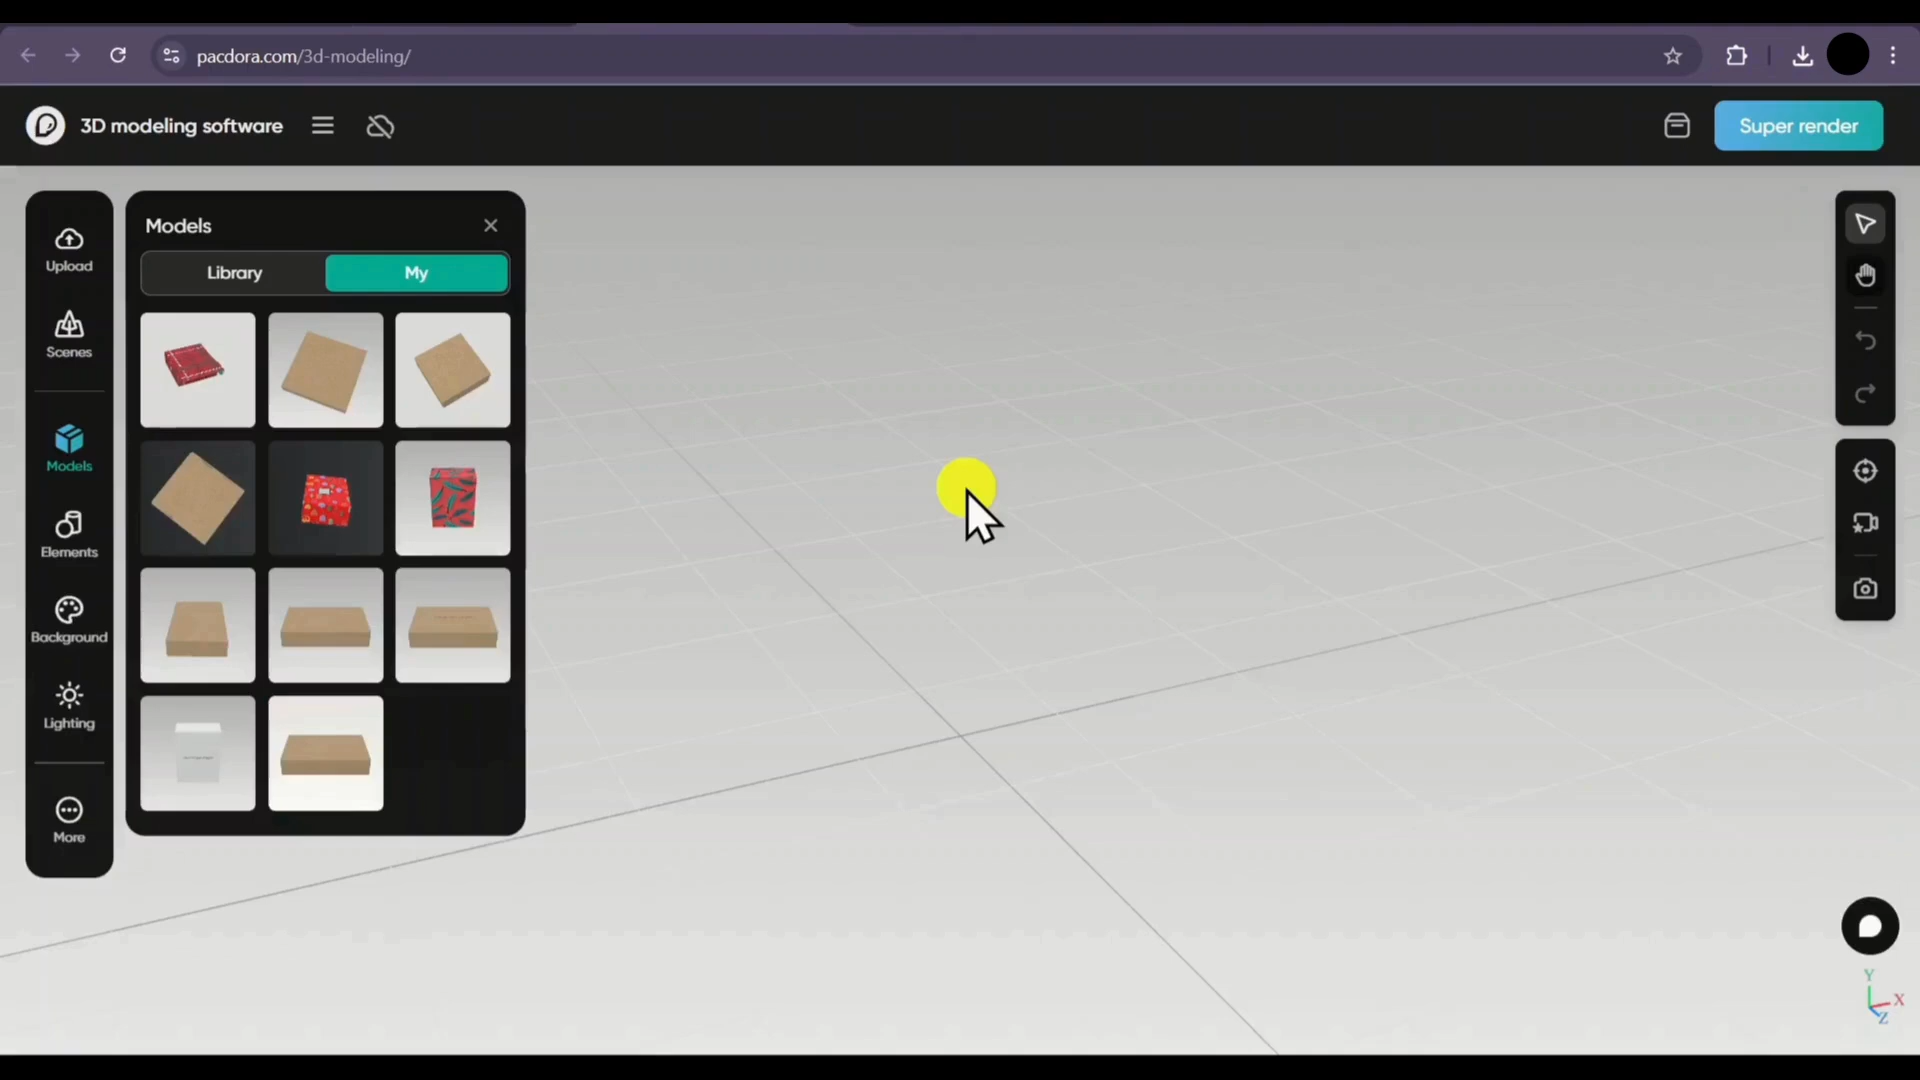 pacdora.com/3d-modeling/
3D modeling software
Super render
Upload
Scenes
Models
Elements
Background
Lighting
More
Models
Library
My
Y
X
Z